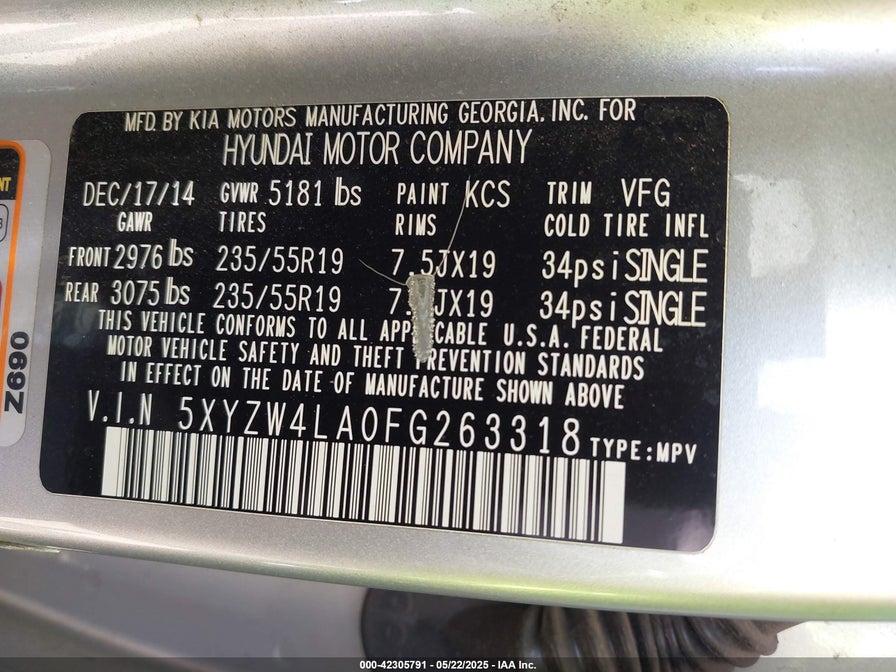 MFD. BY KIA MOTORS MANUFACTURING GEORGIA, INC. FOR
HYUNDAI MOTOR COMPANY
DEC/17/14 GVWR 5181 lbs PAINT KCS TRIM VFG
GAWR TIRES RIMS COLD TIRE INFL
FRONT 2976 lbs 235/55R19 7.5JX19 34psi SINGLE
REAR 3075 lbs 235/55R19 34psi SINGLE
THIS VEHICLE CONFORMS TO ALL APPLICABLE U.S.A. FEDERAL
MOTOR VEHICLE SAFETY AND THEFT PREVENTION STANDARDS
IN EFFECT ON THE DATE OF MANUFACTURE SHOWN ABOVE
V.I.N 5XYZW4LA0FG263318 TYPE:MPV
Z690
000-42305791 - 05/22/2025 - IAA Inc.